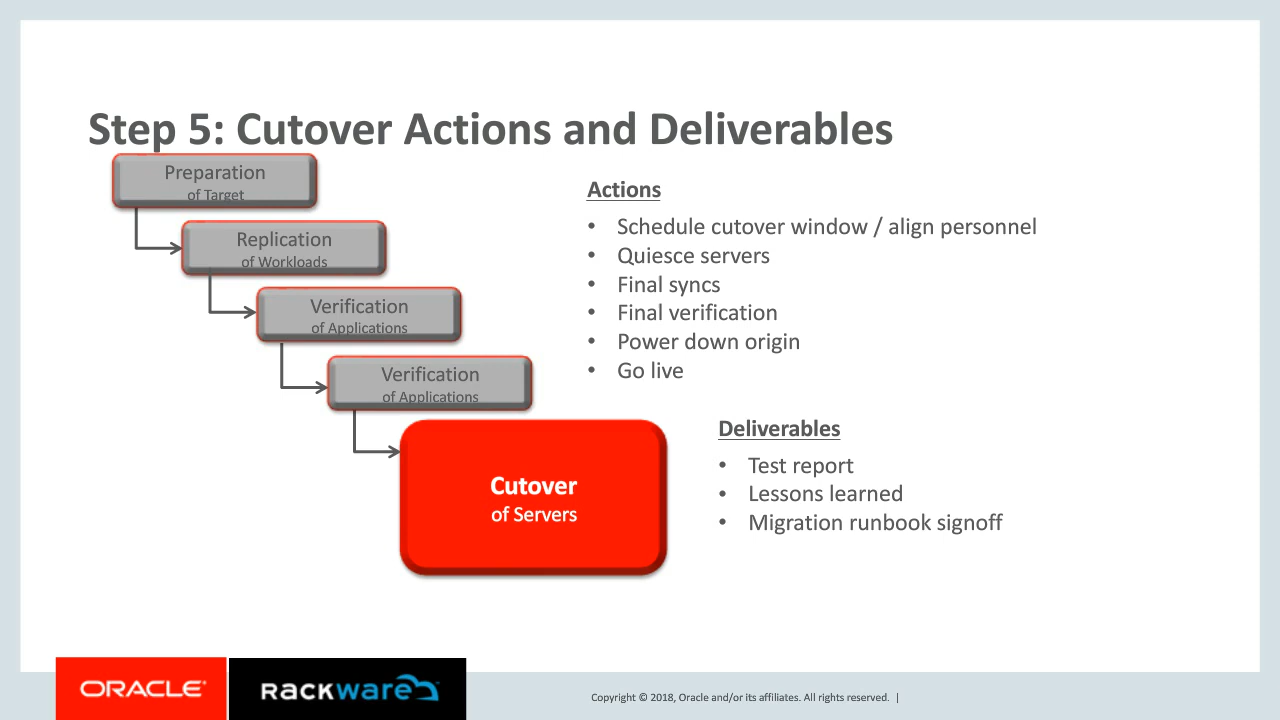 Step 5: Cutover Actions and Deliverables
Preparation
of Target
Replication
of Workloads
Verification
of Applications
Verification
of Applications
Cutover
of Servers
Actions
• Schedule cutover window / align personnel
• Quiesce servers
• Final syncs
• Final verification
• Power down origin
• Go live
Deliverables
• Test report
• Lessons learned
• Migration runbook signoff
ORACLE®
RACKWARE
Copyright © 2018, Oracle and/or its affiliates. All rights reserved. |